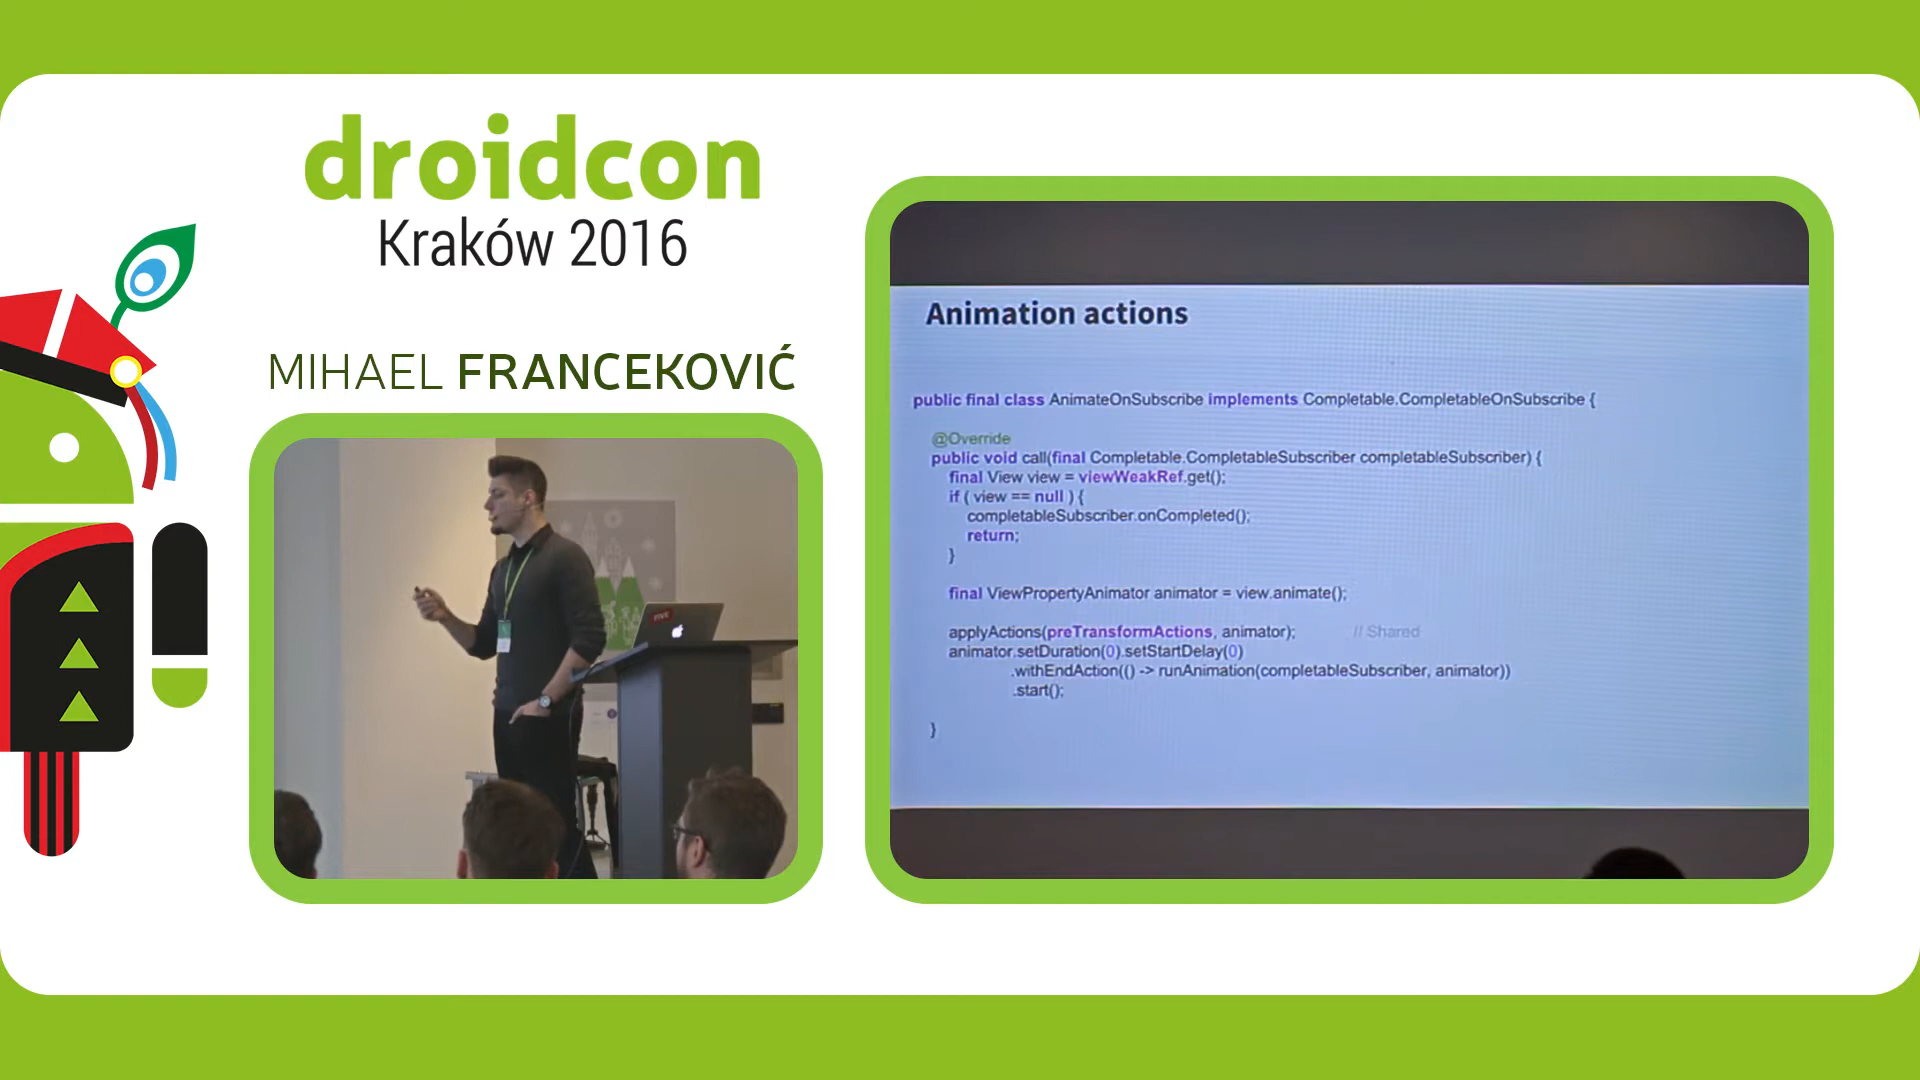 droidcon
Kraków 2016
MIHAEL FRANCEKOVIĆ
FIVE
Animation actions
public final class AnimateOnSubscribe implements Completable.CompletableOnSubscribe {
@Override
public void call(final Completable.CompletableSubscriber completableSubscriber) {
final View view = viewWeakRef.get();
if ( view == null ) {
completableSubscriber.onCompleted();
return;
}
final ViewPropertyAnimator animator = view.animate();
applyActions(preTransformActions, animator); // Shared
animator.setDuration(0).setStartDelay(0)
.withEndAction(() -> runAnimation(completableSubscriber, animator))
.start();
}